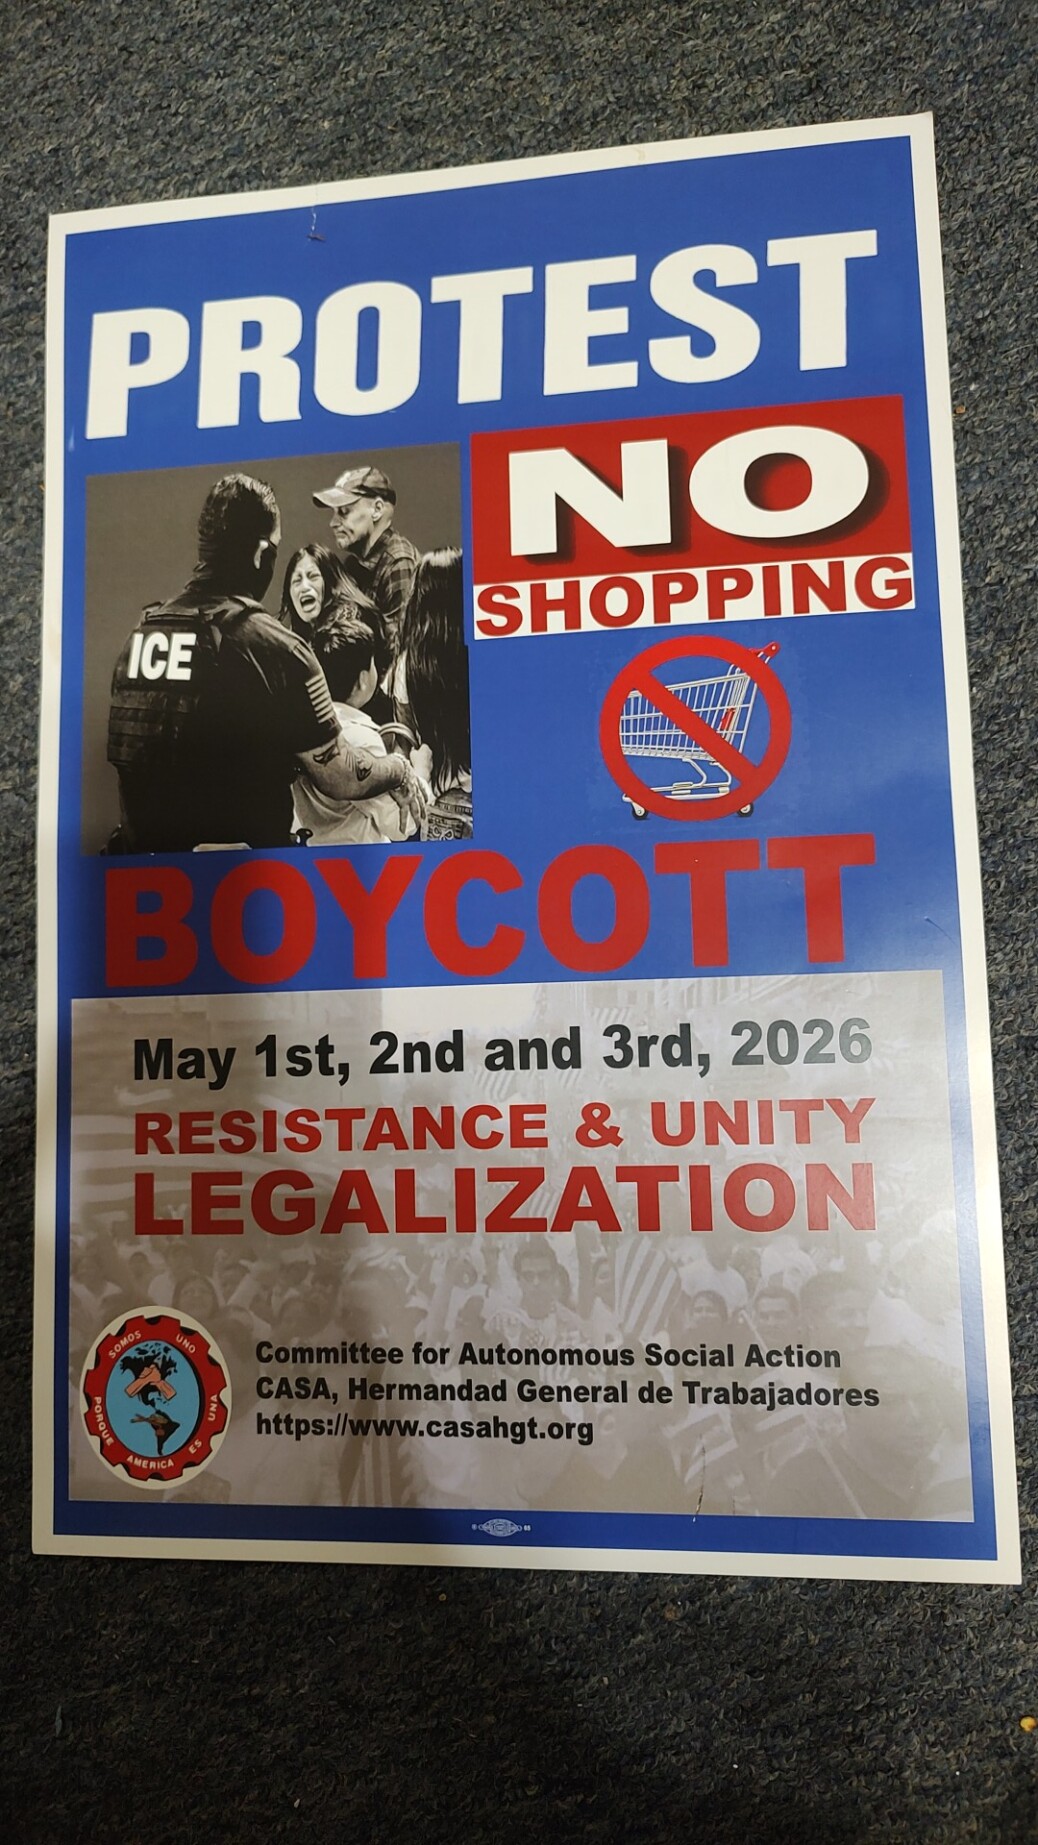 PROTEST
NO
SHOPPING
ICE
BOYCOTT
May 1st, 2nd and 3rd, 2026
RESISTANCE & UNITY
LEGALIZATION
SOMOS UNO
PORQUE AMERICA ES UNA
Committee for Autonomous Social Action
CASA, Hermandad General de Trabajadores
https://www.casahgt.org